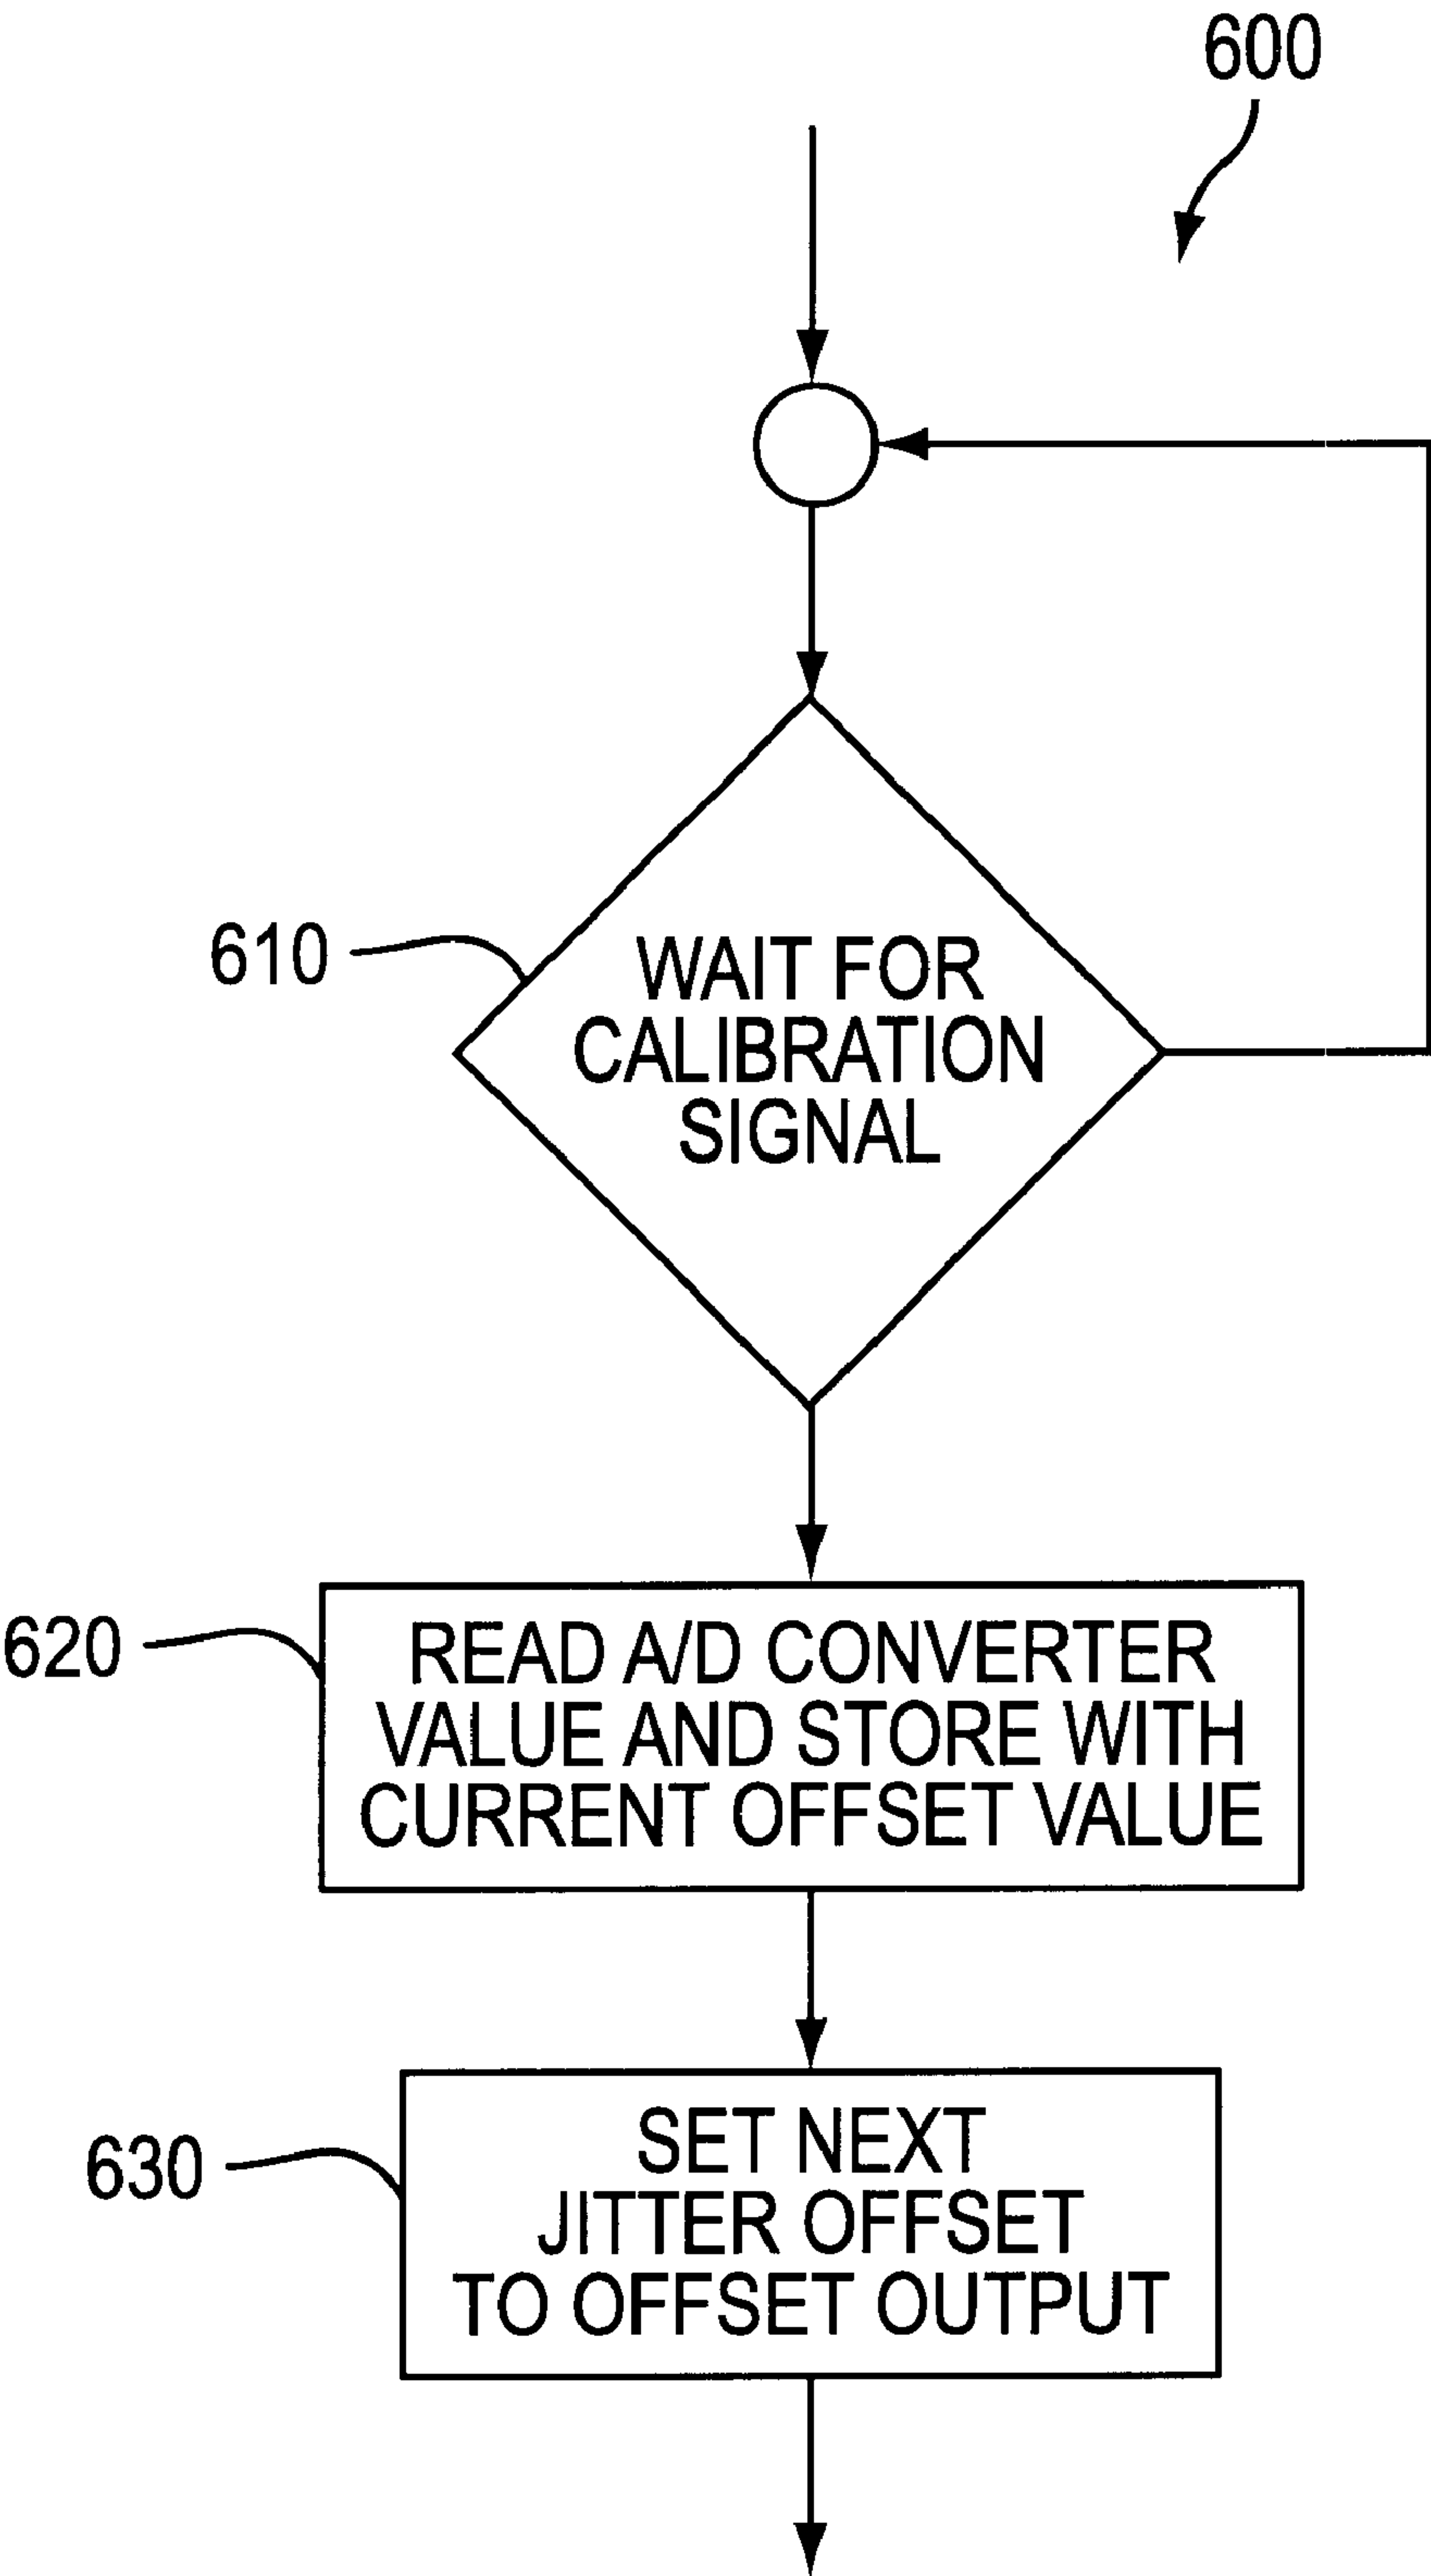 600
610
WAIT FOR
CALIBRATION
SIGNAL
620
READ A/D CONVERTER
VALUE AND STORE WITH
CURRENT OFFSET VALUE
630
SET NEXT
JITTER OFFSET
TO OFFSET OUTPUT